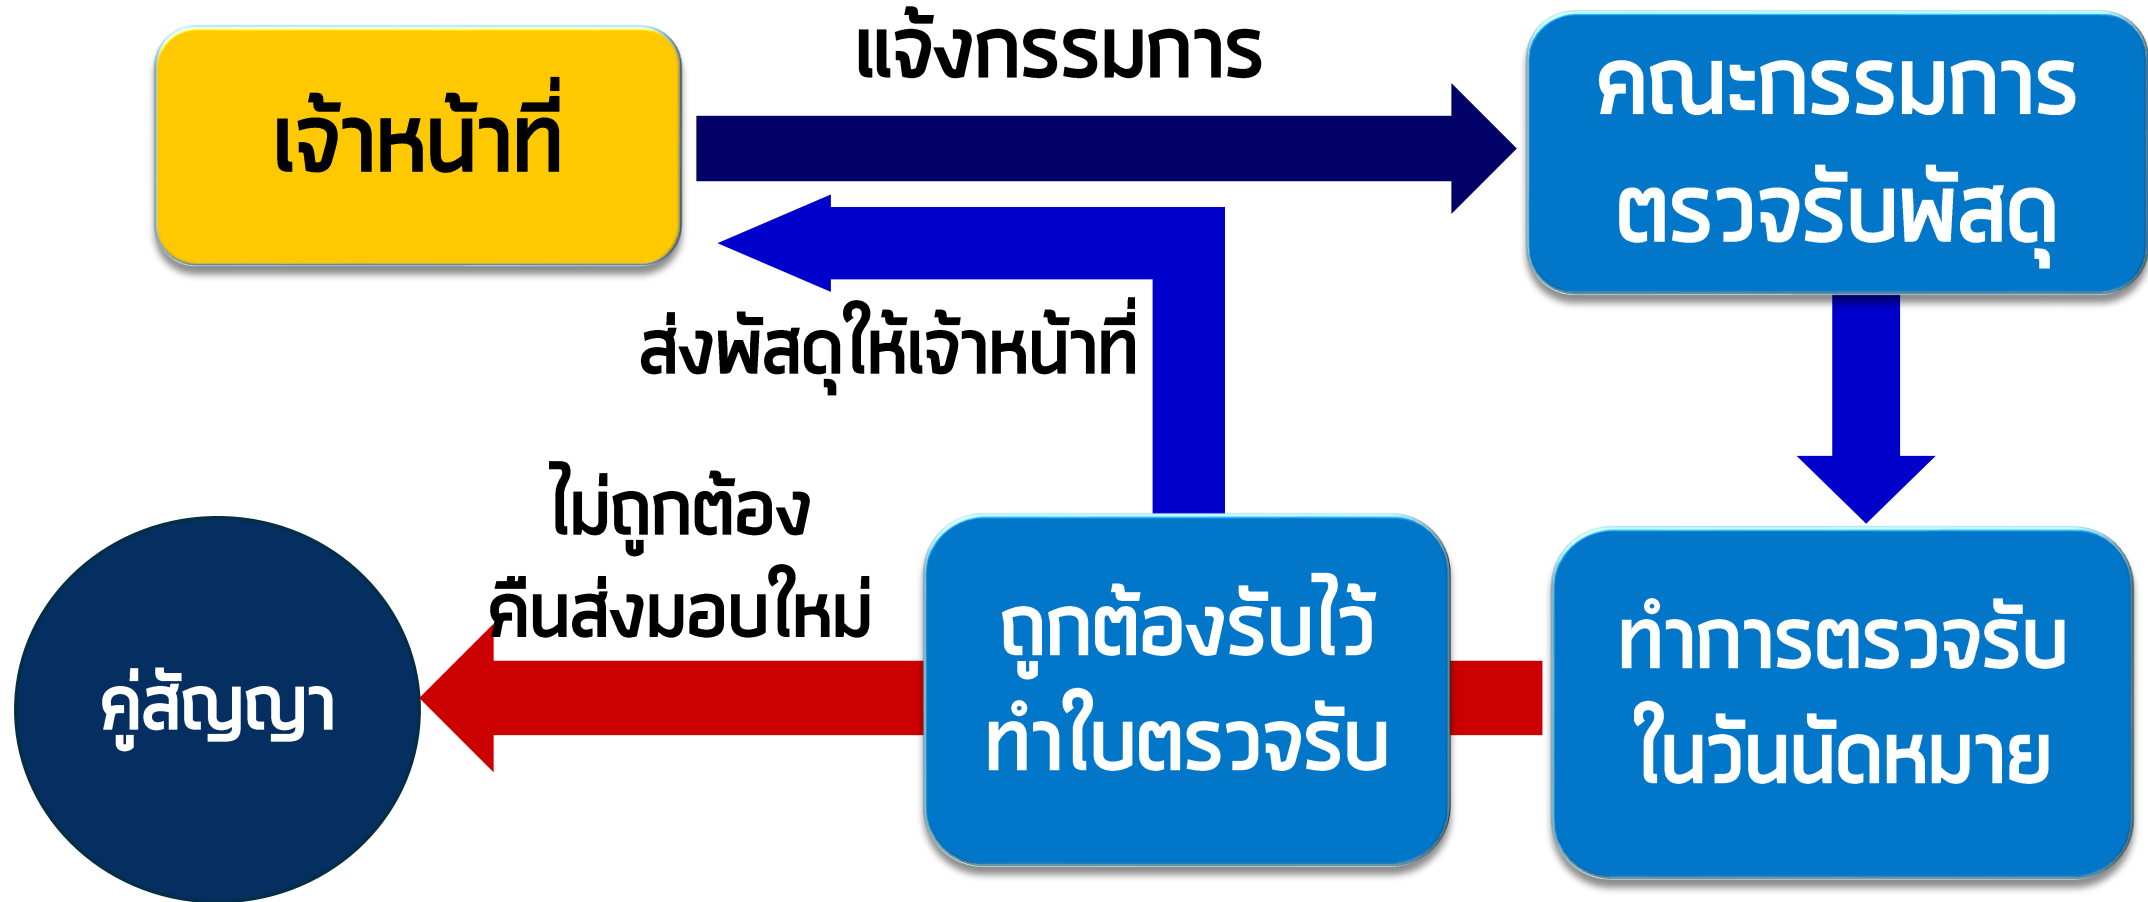 เจ้าหน้าที่
แจ้งกรรมการ
คณะกรรมการ
ตรวจรับพัสดุ
ส่งพัสดุให้เจ้าหน้าที่
ไม่ถูกต้อง
คืนส่งมอบใหม่
คู่สัญญา
ถูกต้องรับไว้
ทำใบตรวจรับ
ทำการตรวจรับ
ในวันนัดหมาย